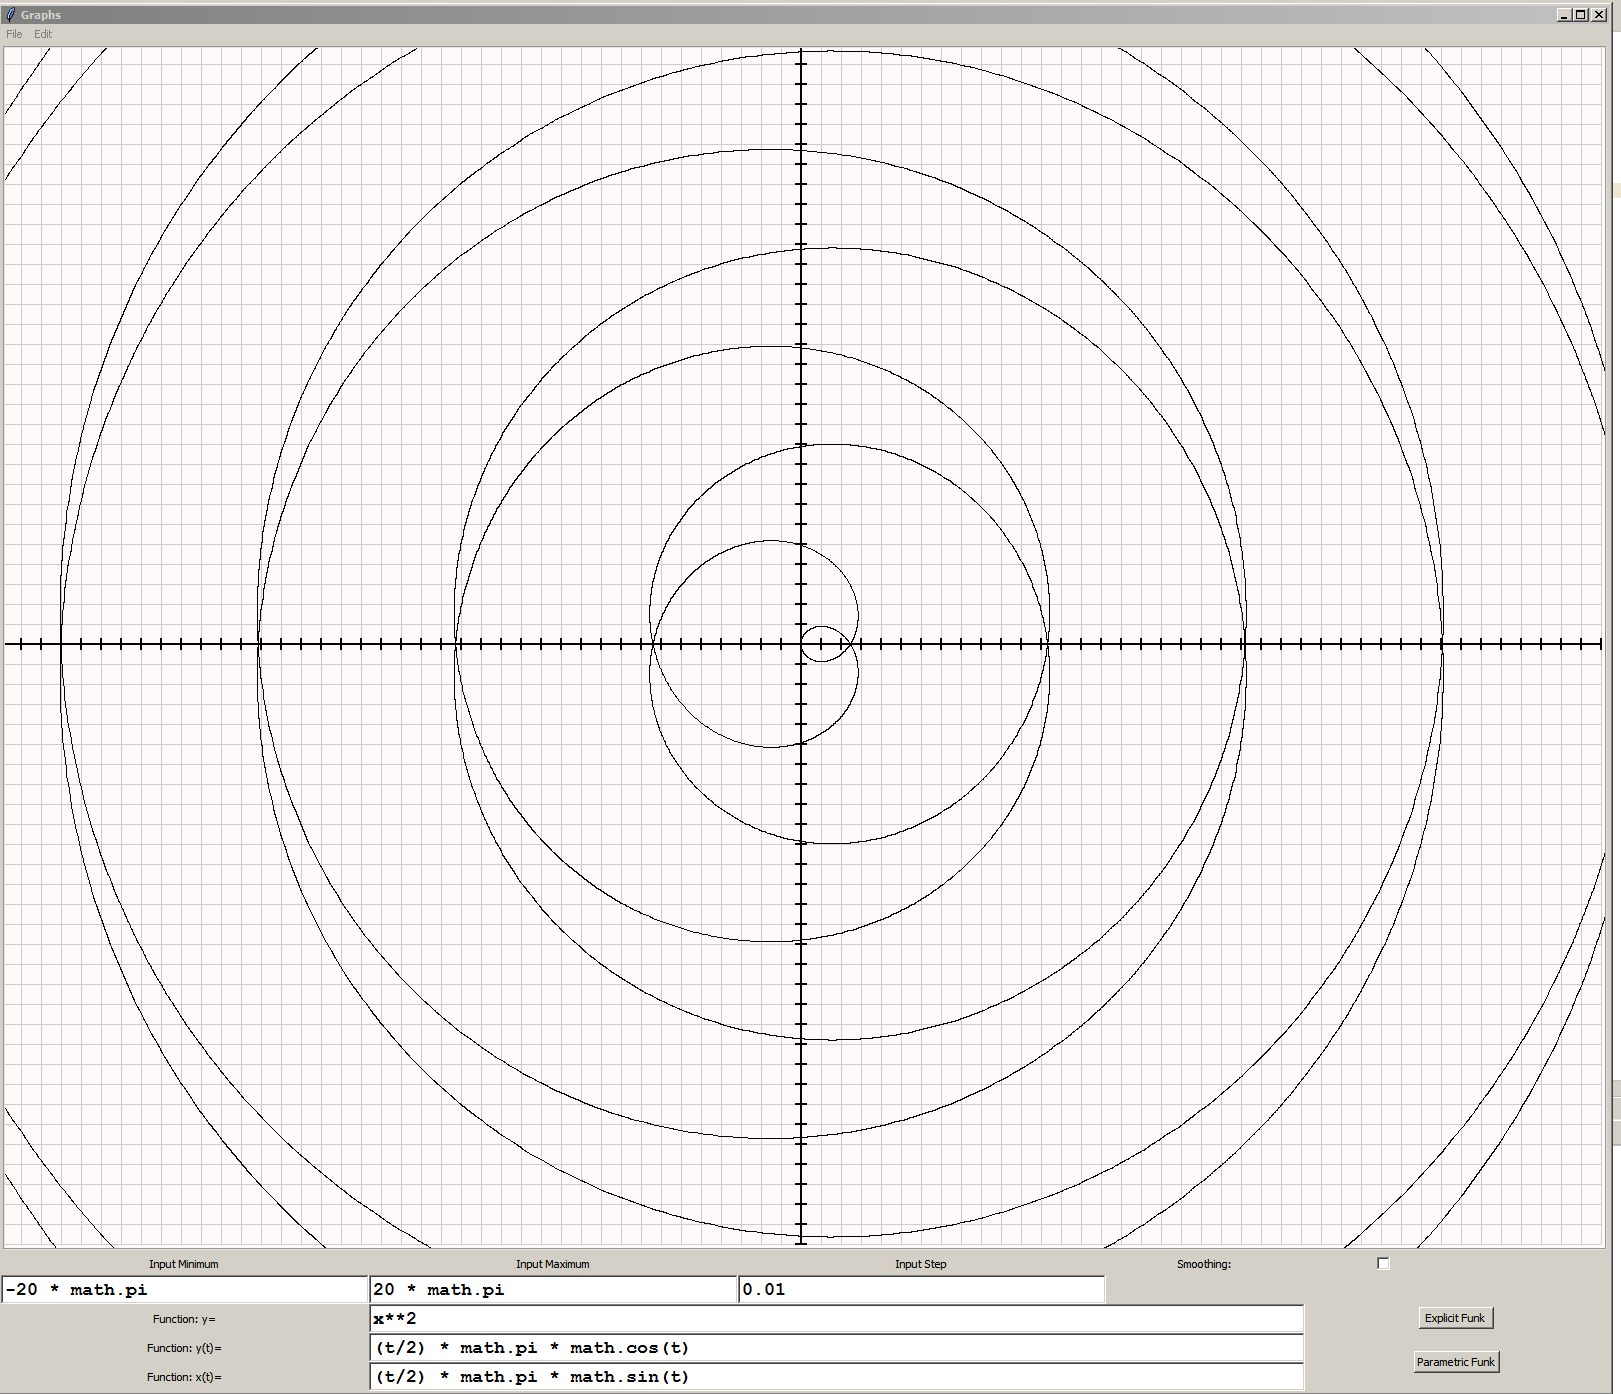 Graphs
File Edit
Input Minimum Input Maximum Input Step Smoothing:
-20 * math.pi 20 * math.pi 0.01
Function: y= x**2 Explicit Funk
Function: y(t)= (t/2) * math.pi * math.cos(t)
Parametric Funk
Function: x(t)= (t/2) * math.pi * math.sin(t)